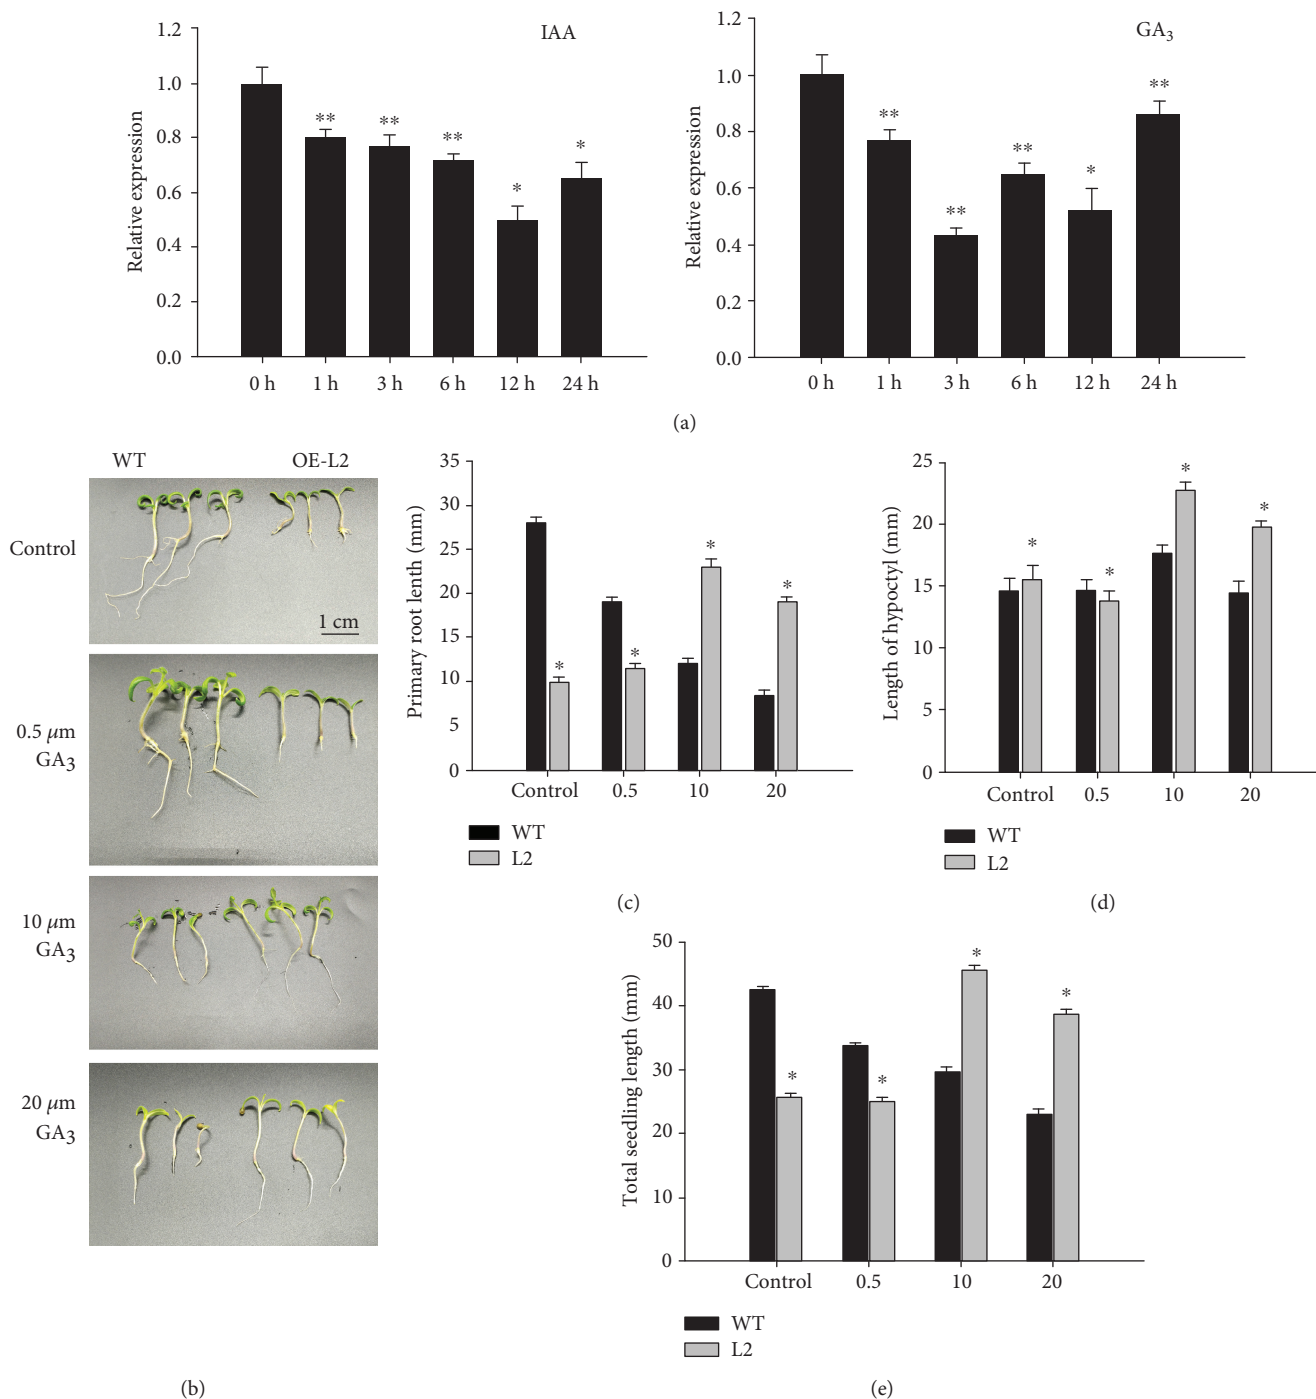 IAA
1.2
1.0
0.8
0.6
0.4
0.2
0.0
Relative expression
** ** ** * *
0 h 1 h 3 h 6 h 12 h 24 h
GA3
1.2
1.0
0.8
0.6
0.4
0.2
0.0
Relative expression
** ** ** * **
0 h 1 h 3 h 6 h 12 h 24 h
(a)
WT OE-L2
Control
1 cm
0.5 μm
GA3
10 μm
GA3
20 μm
GA3
(b)
35
30
25
20
15
10
5
0
Primary root lenth (mm)
* * * *
Control 0.5 10 20
WT
L2
(c)
25
20
15
10
5
0
Length of hypoctyl (mm)
* * * *
Control 0.5 10 20
WT
L2
(d)
50
40
30
20
10
0
Total seedling length (mm)
* * * *
Control 0.5 10 20
WT
L2
(e)